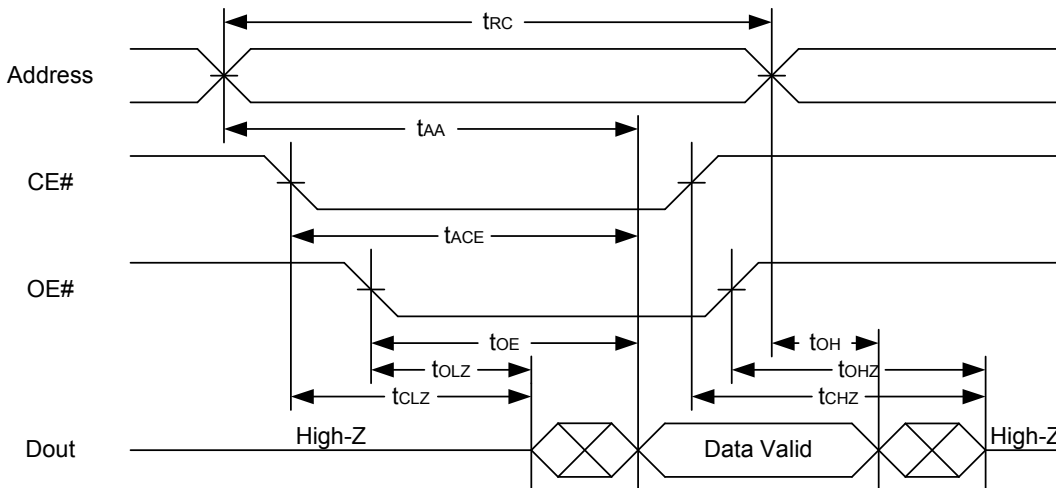 tRC
Address
tAA
CE#
tACE
OE#
tOE
tOH
tOLZ
tOHZ
tCLZ
tCHZ
Dout
High-Z
Data Valid
High-Z